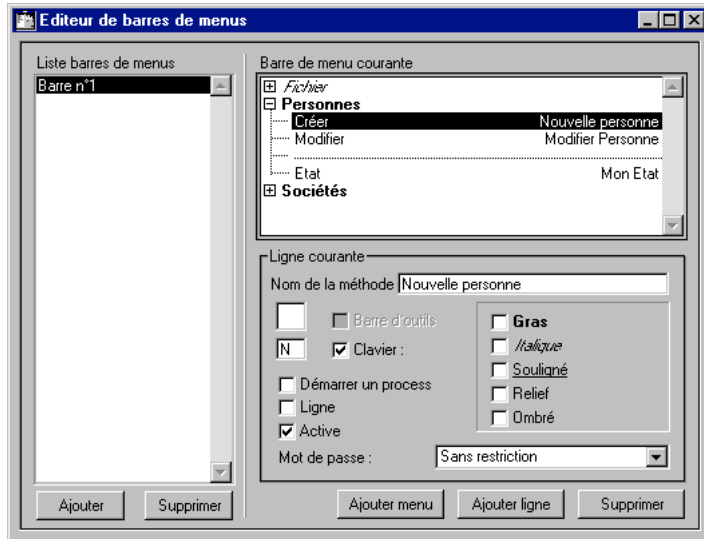 Editeur de barres de menus
Liste barres de menus
Barre n°1
Ajouter
Supprimer
Barre de menu courante
Fichier
Personnes
Créer Nouvelle personne
Modifier Modifier Personne
Etat Mon Etat
Sociétés
Ligne courante
Nom de la méthode Nouvelle personne
Barre d'outils
N Clavier :
Démarrer un process
Ligne
Active
Gras
Italique
Souligné
Relief
Ombré
Mot de passe : Sans restriction
Ajouter menu Ajouter ligne Supprimer